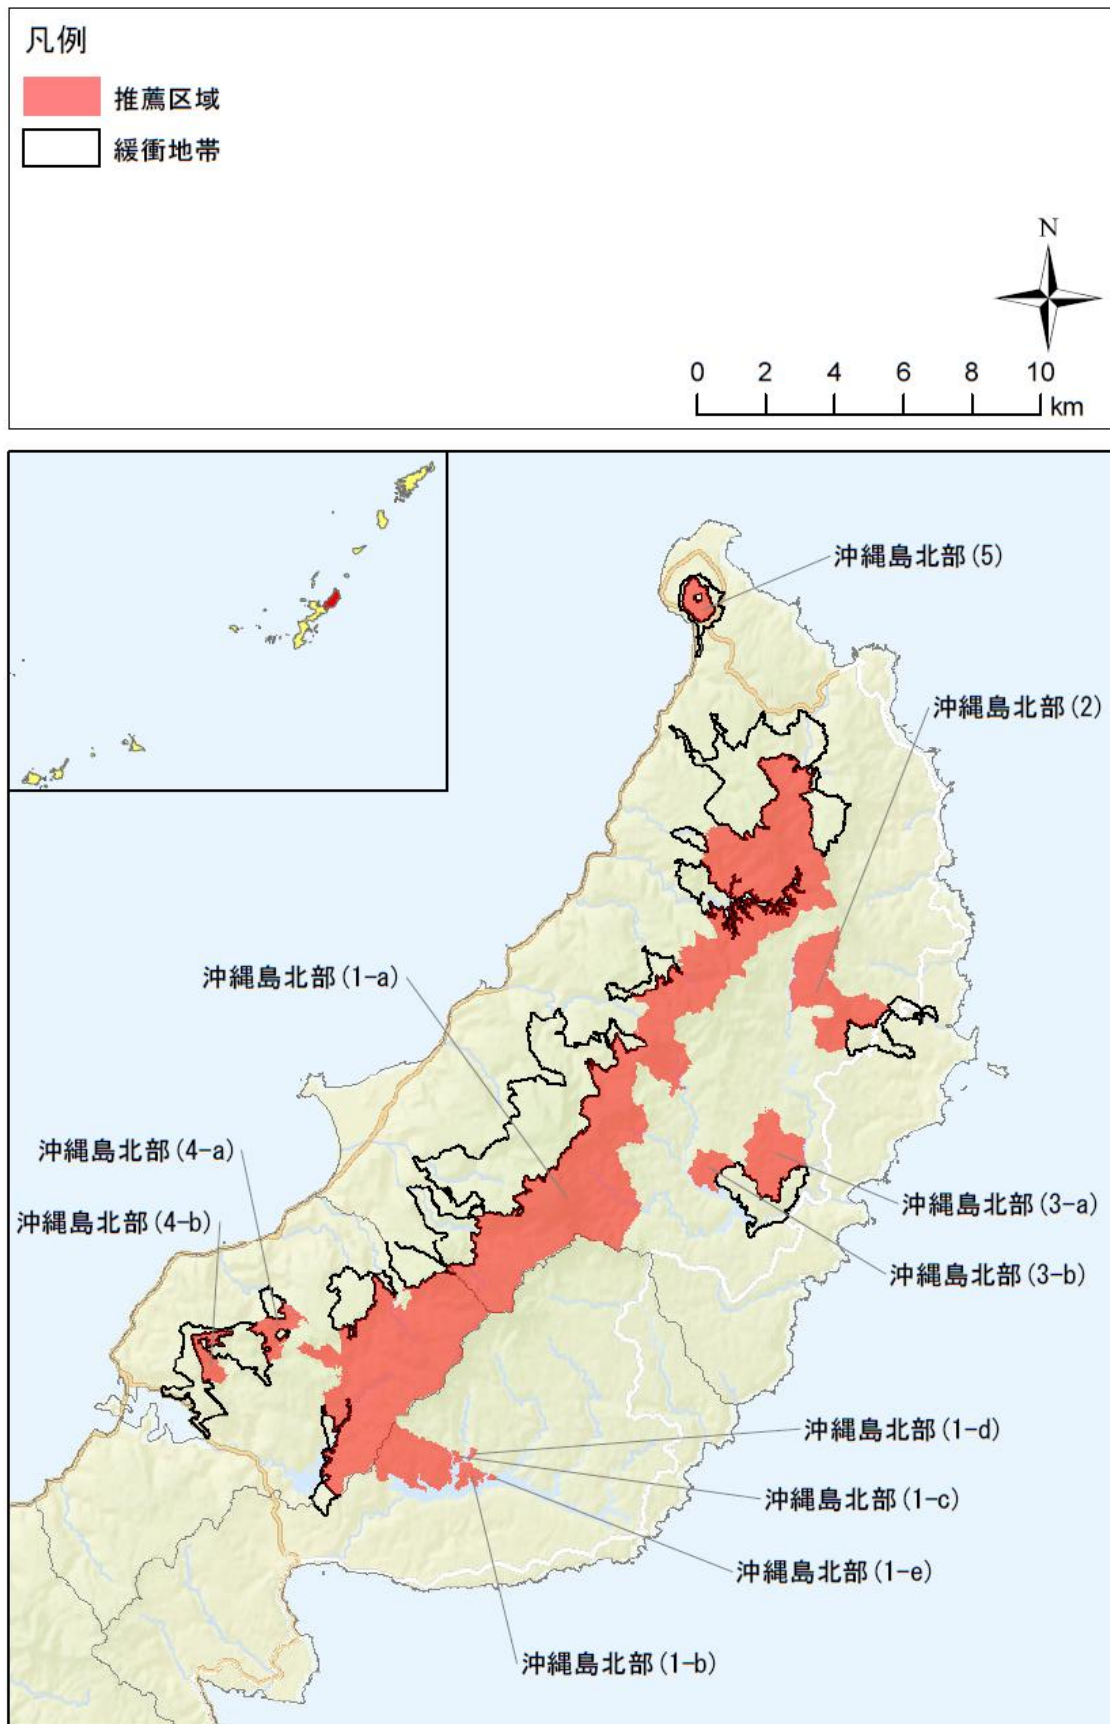 凡例
推薦区域
緩衝地帯
N
0 2 4 6 8 10
km
沖縄島北部(5)
沖縄島北部(2)
沖縄島北部(1-a)
沖縄島北部(4-a)
沖縄島北部(4-b)
沖縄島北部(3-a)
沖縄島北部(3-b)
沖縄島北部(1-d)
沖縄島北部(1-c)
沖縄島北部(1-e)
沖縄島北部(1-b)